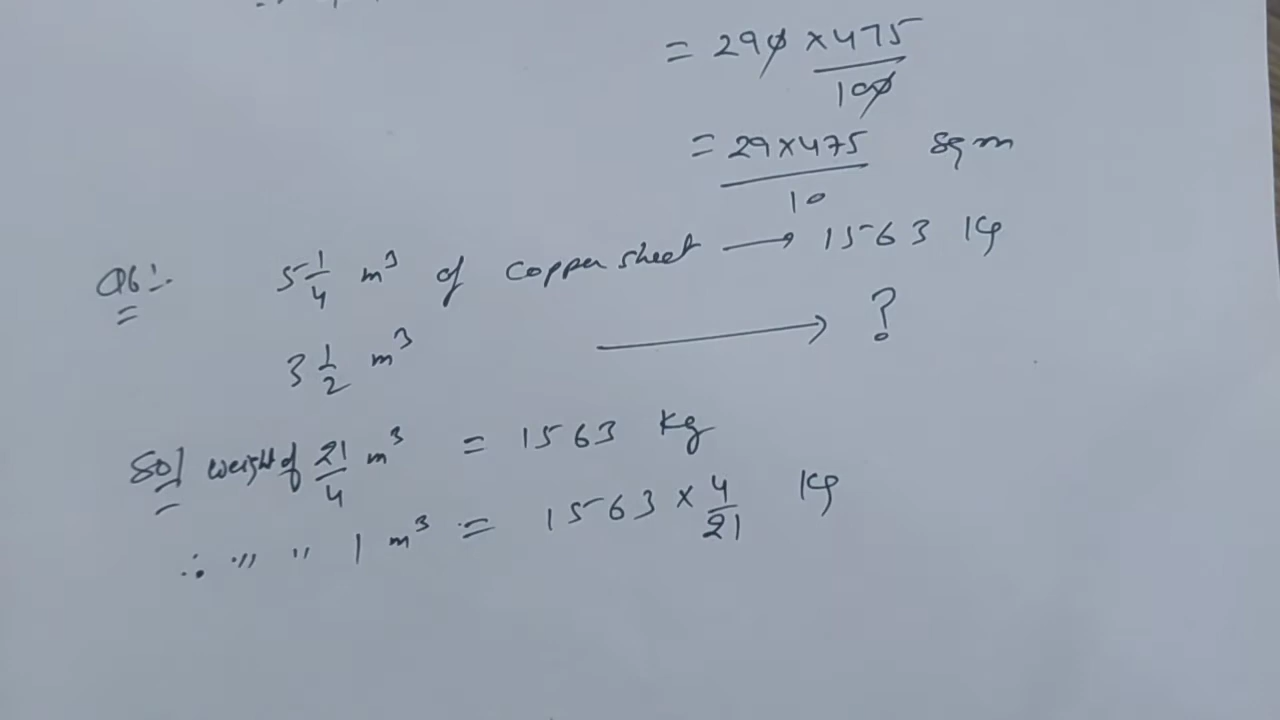 = 290 × 475/100
= 29×475/10 sq m
Q6:. 5 1/4 m³ of copper sheet → 1563 Kg
3 1/2 m³ → ?
Sol weight of 21/4 m³ = 1563 Kg
∴ " " 1 m³ = 1563 × 4/21 Kg